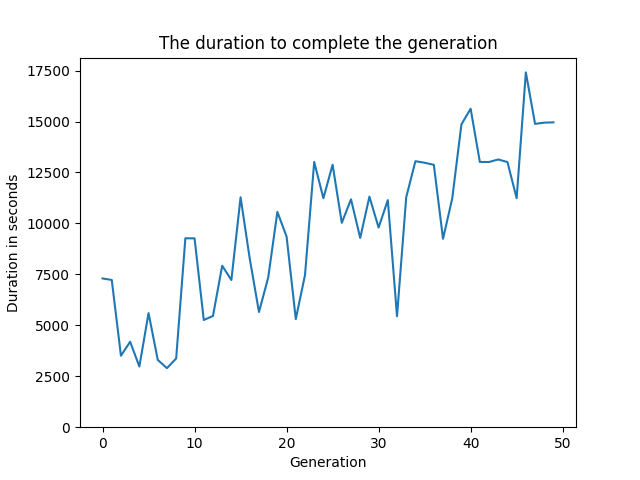 The duration to complete the generation
17500
15000
12500
10000
7500
5000
2500
0
Duration in seconds
0 10 20 30 40 50
Generation